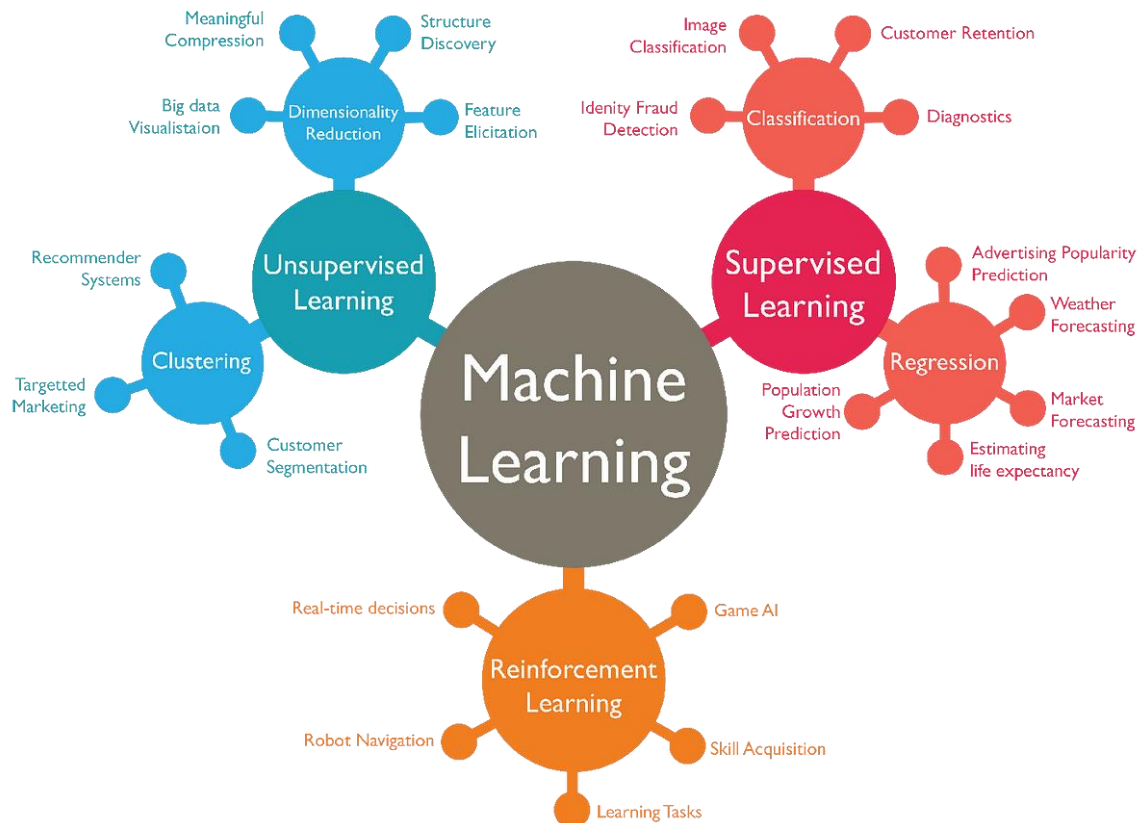 Meaningful
Compression
Structure
Discovery
Big data
Visualistaion
Dimensionality
Reduction
Feature
Elicitation
Image
Classification
Customer Retention
Idenity Fraud
Detection
Classification
Diagnostics
Unsupervised
Learning
Recommender
Systems
Clustering
Targetted
Marketing
Customer
Segmentation
Machine
Learning
Supervised
Learning
Advertising Popularity
Prediction
Weather
Forecasting
Regression
Population
Growth
Prediction
Market
Forecasting
Estimating
life expectancy
Real-time decisions
Game AI
Reinforcement
Learning
Robot Navigation
Skill Acquisition
Learning Tasks